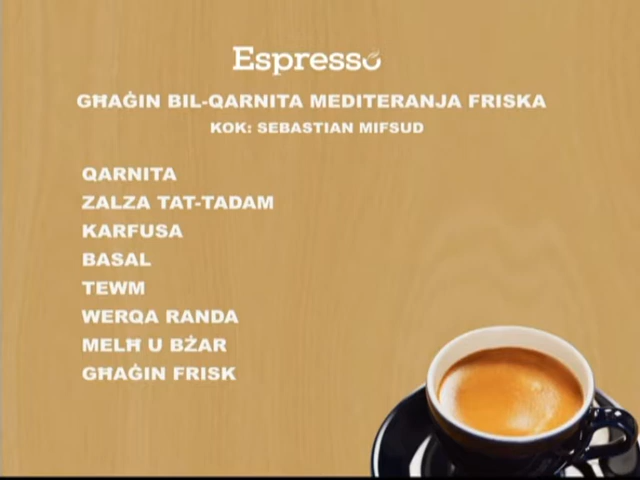 Espresso
GĦAĠIN BIL-QARNITA MEDITERANJA FRISKA
KOK: SEBASTIAN MIFSUD
QARNITA
ZALZA TAT-TADAM
KARFUSA
BASAL
TEWM
WERQA RANDA
MELĦ U BŻAR
GĦAĠIN FRISK